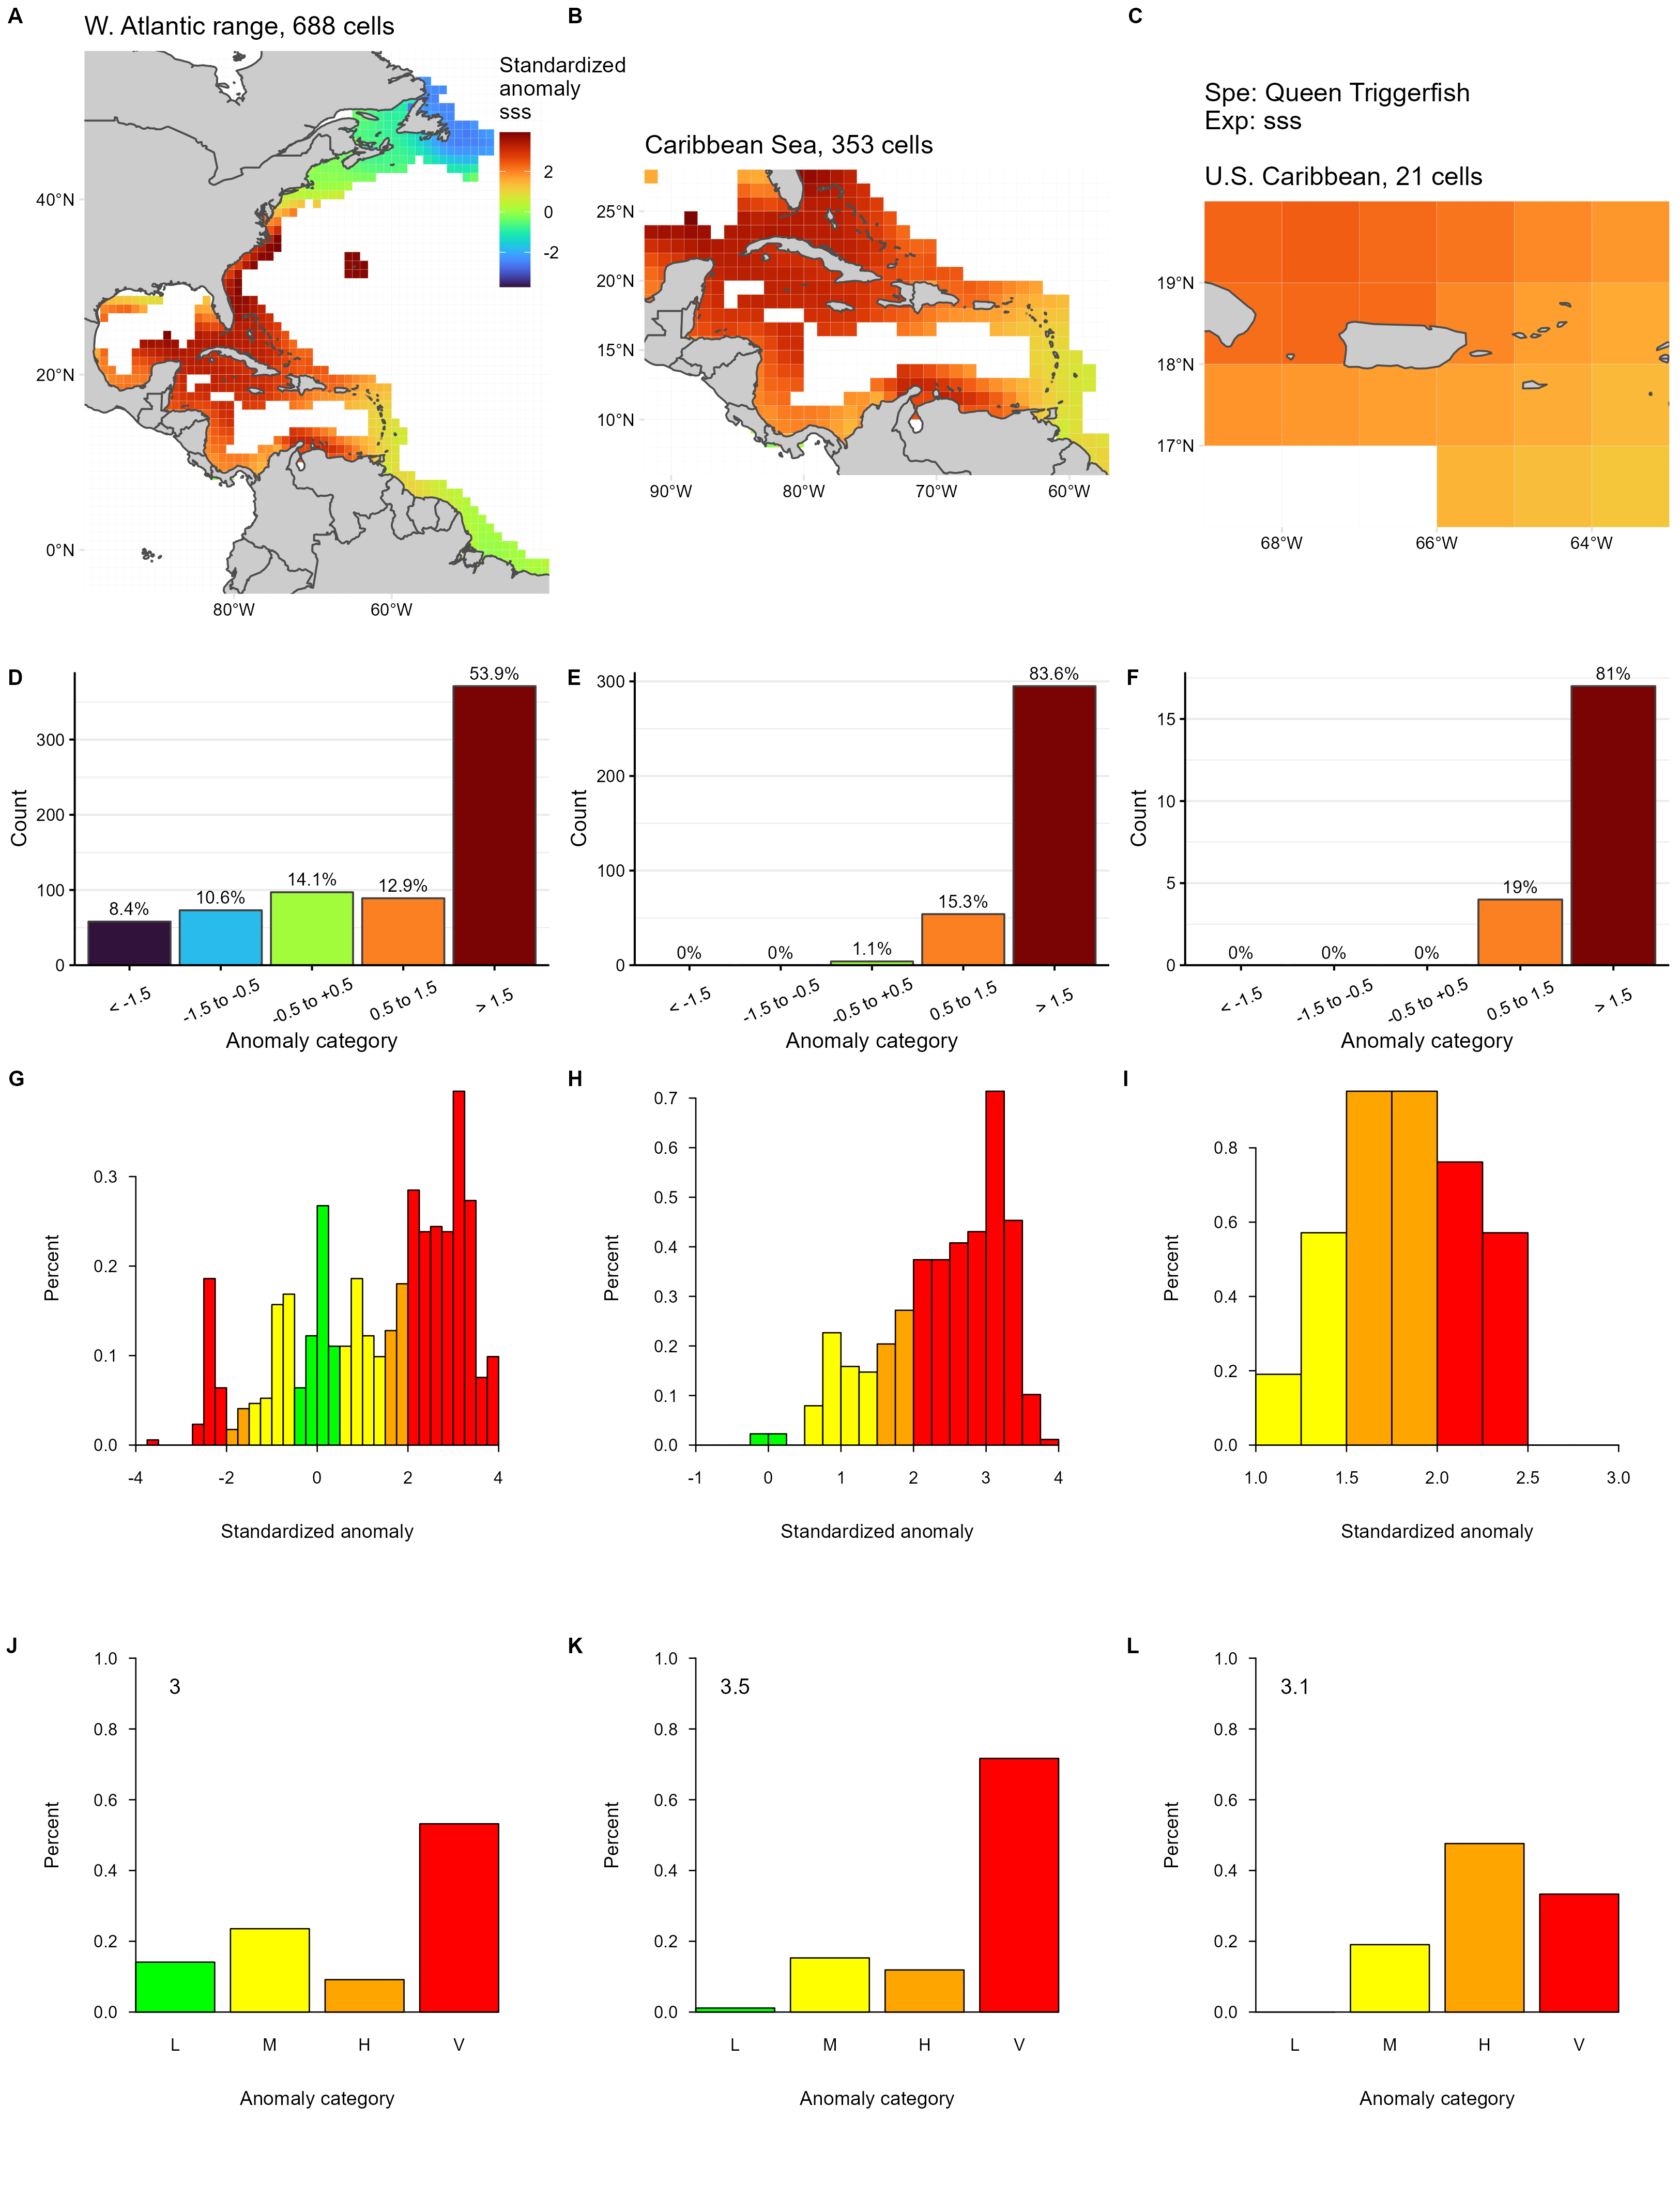 A
W. Atlantic range, 688 cells
Standardized
anomaly
sss
2
0
-2
40°N
20°N
0°N
80°W
60°W
B
Caribbean Sea, 353 cells
25°N
20°N
15°N
10°N
90°W
80°W
70°W
60°W
C
Spe: Queen Triggerfish
Exp: sss
U.S. Caribbean, 21 cells
19°N
18°N
17°N
68°W
66°W
64°W
D
Count
300
200
100
0
8.4%
10.6%
14.1%
12.9%
53.9%
< -1.5
-1.5 to -0.5
-0.5 to +0.5
0.5 to 1.5
> 1.5
Anomaly category
E
Count
300
200
100
0
0%
0%
1.1%
15.3%
83.6%
< -1.5
-1.5 to -0.5
-0.5 to +0.5
0.5 to 1.5
> 1.5
Anomaly category
F
Count
15
10
5
0
0%
0%
0%
19%
81%
< -1.5
-1.5 to -0.5
-0.5 to +0.5
0.5 to 1.5
> 1.5
Anomaly category
G
Percent
0.3
0.2
0.1
0.0
-4
-2
0
2
4
Standardized anomaly
H
Percent
0.7
0.6
0.5
0.4
0.3
0.2
0.1
0.0
-1
0
1
2
3
4
Standardized anomaly
I
Percent
0.8
0.6
0.4
0.2
0.0
1.0
1.5
2.0
2.5
3.0
Standardized anomaly
J
3
Percent
1.0
0.8
0.6
0.4
0.2
0.0
L
M
H
V
Anomaly category
K
3.5
Percent
1.0
0.8
0.6
0.4
0.2
0.0
L
M
H
V
Anomaly category
L
3.1
Percent
1.0
0.8
0.6
0.4
0.2
0.0
L
M
H
V
Anomaly category